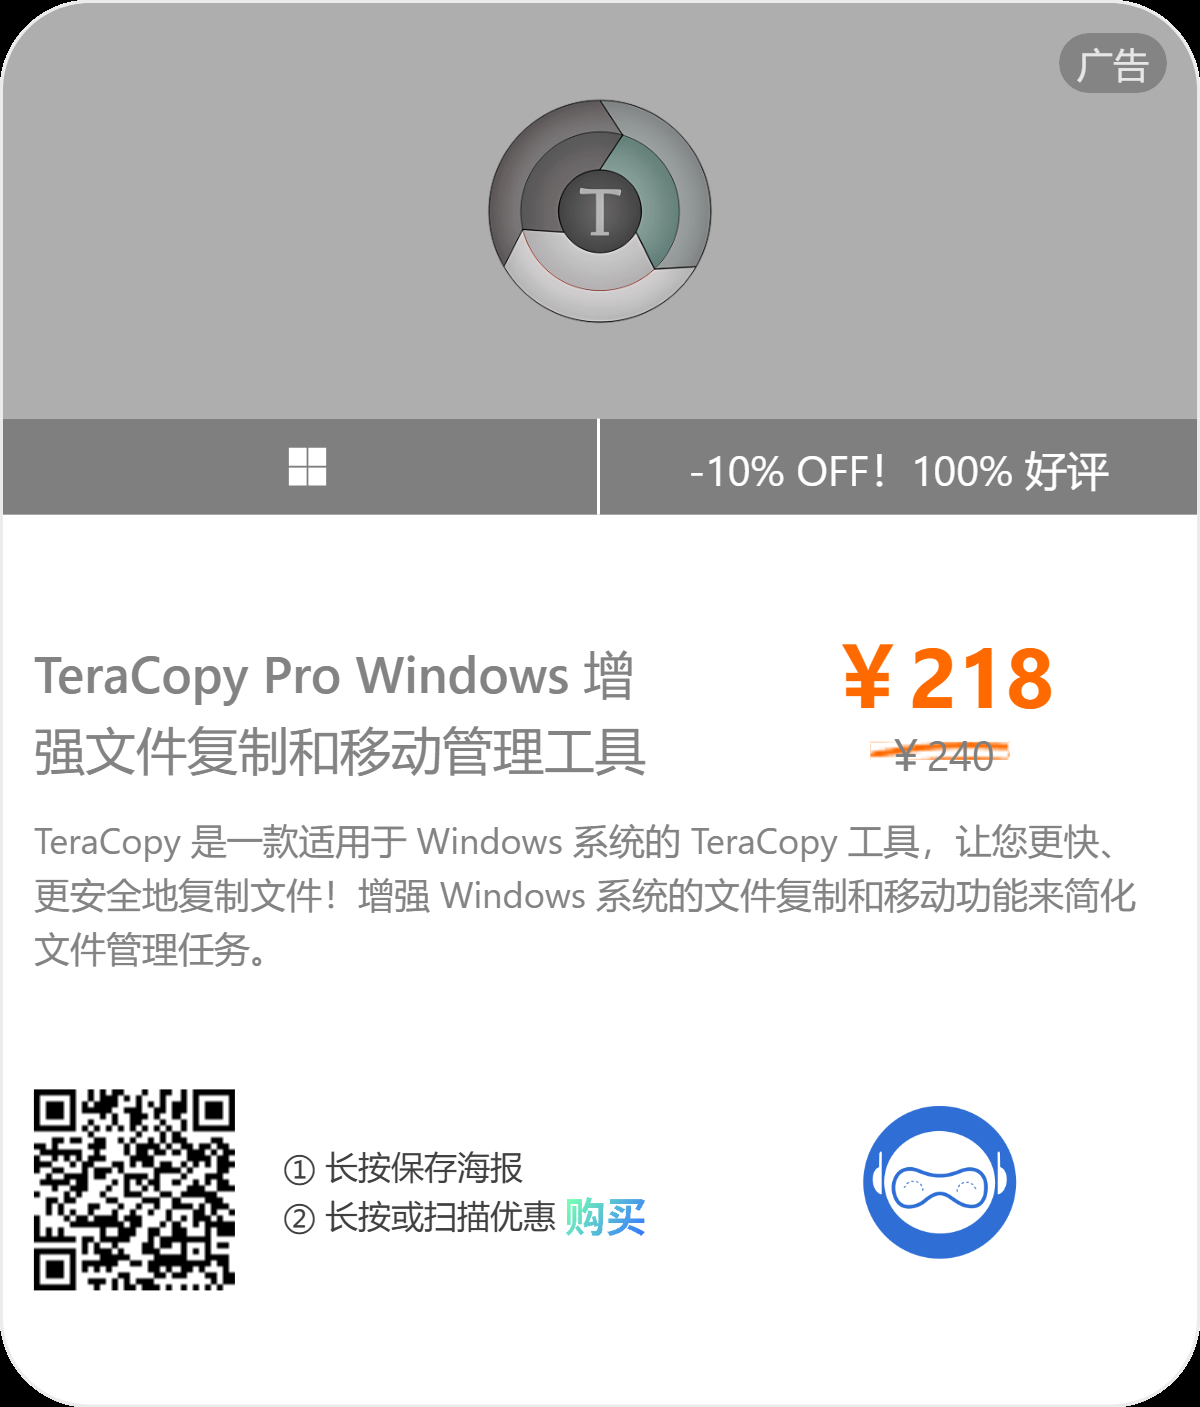 广告
T
-10% OFF！100% 好评
TeraCopy Pro Windows 增
强文件复制和移动管理工具
¥218
¥240
TeraCopy 是一款适用于 Windows 系统的 TeraCopy 工具，让您更快、
更安全地复制文件！增强 Windows 系统的文件复制和移动功能来简化
文件管理任务。
① 长按保存海报
② 长按或扫描优惠 购买